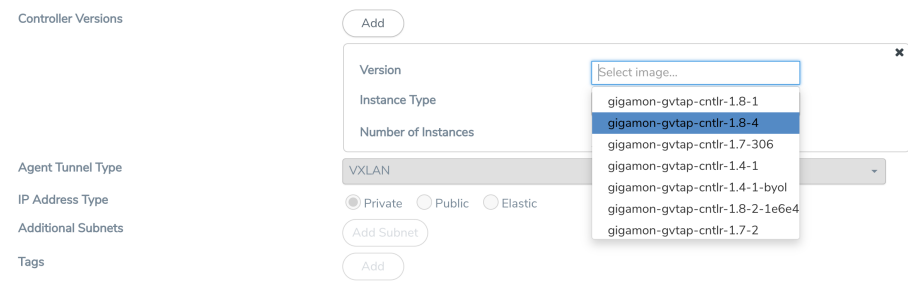 Controller Versions
Add
Version
Select image...
Instance Type
Number of Instances
gigamon-gvtap-cntlr-1.8-1
gigamon-gvtap-cntlr-1.8-4
gigamon-gvtap-cntlr-1.7-306
gigamon-gvtap-cntlr-1.4-1
gigamon-gvtap-cntlr-1.4-1-byol
gigamon-gvtap-cntlr-1.8-2-1e6e4
gigamon-gvtap-cntlr-1.7-2
Agent Tunnel Type
VXLAN
IP Address Type
Private Public Elastic
Additional Subnets
Add Subnet
Tags
Add